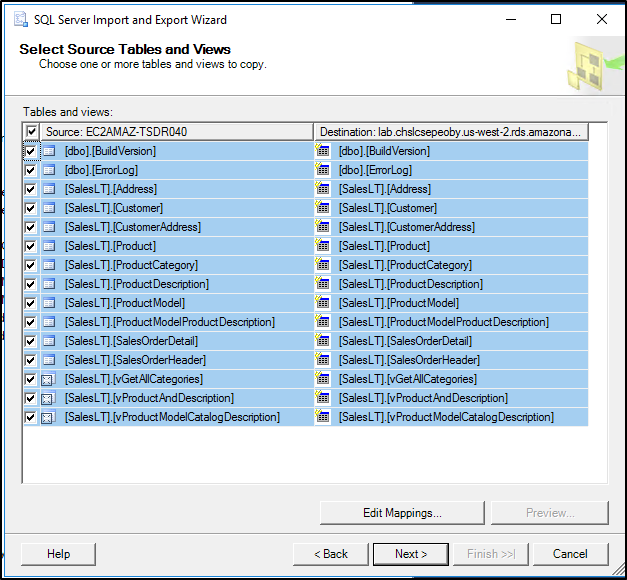 SQL Server Import and Export Wizard
Select Source Tables and Views
Choose one or more tables and views to copy.
Tables and views:
Source: EC2AMAZ-TSDR040 Destination: lab.chslcsepeoby.us-west-2.rds.amazona...
[dbo].[BuildVersion] [dbo].[BuildVersion]
[dbo].[ErrorLog] [dbo].[ErrorLog]
[SalesLT].[Address] [SalesLT].[Address]
[SalesLT].[Customer] [SalesLT].[Customer]
[SalesLT].[CustomerAddress] [SalesLT].[CustomerAddress]
[SalesLT].[Product] [SalesLT].[Product]
[SalesLT].[ProductCategory] [SalesLT].[ProductCategory]
[SalesLT].[ProductDescription] [SalesLT].[ProductDescription]
[SalesLT].[ProductModel] [SalesLT].[ProductModel]
[SalesLT].[ProductModelProductDescription] [SalesLT].[ProductModelProductDescription]
[SalesLT].[SalesOrderDetail] [SalesLT].[SalesOrderDetail]
[SalesLT].[SalesOrderHeader] [SalesLT].[SalesOrderHeader]
[SalesLT].[vGetAllCategories] [SalesLT].[vGetAllCategories]
[SalesLT].[vProductAndDescription] [SalesLT].[vProductAndDescription]
[SalesLT].[vProductModelCatalogDescription] [SalesLT].[vProductModelCatalogDescription]
Edit Mappings... Preview...
Help < Back Next > Finish >>| Cancel